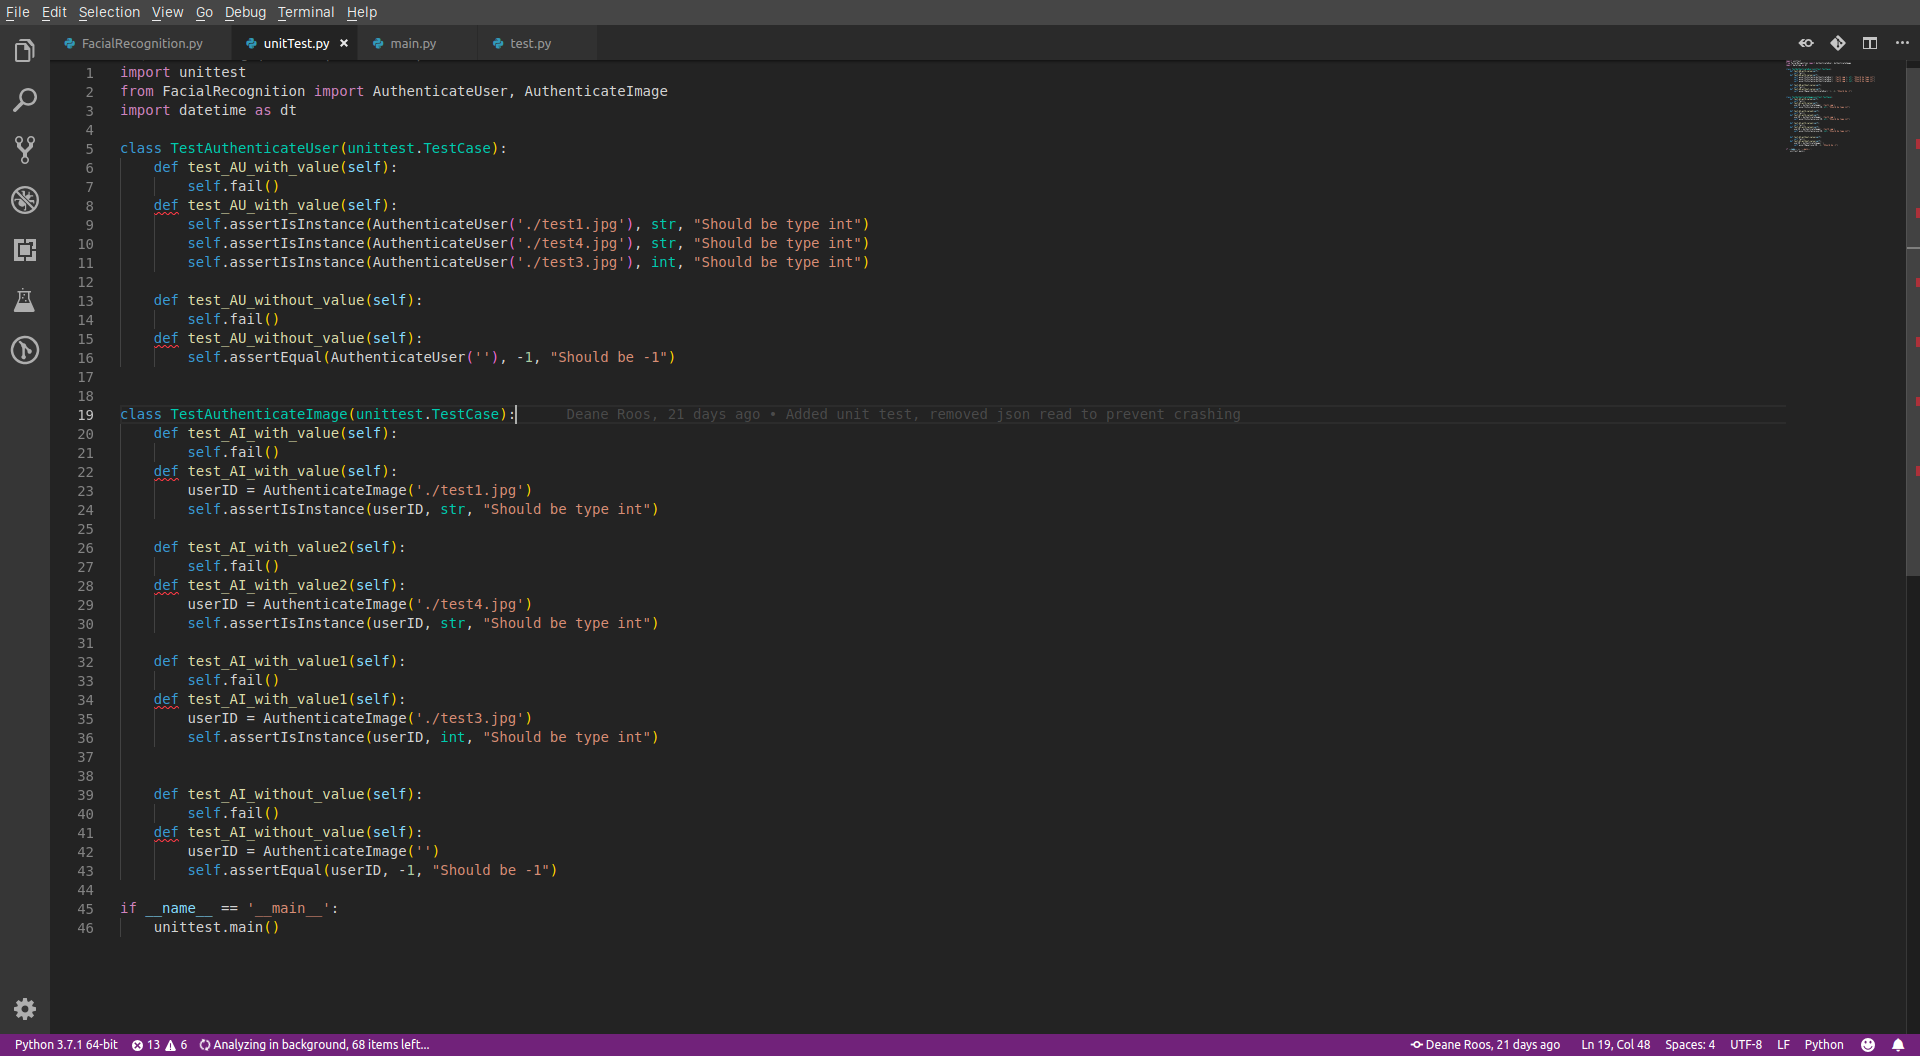 File Edit Selection View Go Debug Terminal Help
FacialRecognition.py unitTest.py × main.py test.py
1 import unittest
2 from FacialRecognition import AuthenticateUser, AuthenticateImage
3 import datetime as dt
4
5 class TestAuthenticateUser(unittest.TestCase):
6     def test_AU_with_value(self):
7         self.fail()
8     def test_AU_with_value(self):
9         self.assertIsInstance(AuthenticateUser('./test1.jpg'), str, "Should be type int")
10         self.assertIsInstance(AuthenticateUser('./test4.jpg'), str, "Should be type int")
11         self.assertIsInstance(AuthenticateUser('./test3.jpg'), int, "Should be type int")
12
13     def test_AU_without_value(self):
14         self.fail()
15     def test_AU_without_value(self):
16         self.assertEqual(AuthenticateUser(''), -1, "Should be -1")
17
18
19 class TestAuthenticateImage(unittest.TestCase): Deane Roos, 21 days ago • Added unit test, removed json read to prevent crashing
20     def test_AI_with_value(self):
21         self.fail()
22     def test_AI_with_value(self):
23         userID = AuthenticateImage('./test1.jpg')
24         self.assertIsInstance(userID, str, "Should be type int")
25
26     def test_AI_with_value2(self):
27         self.fail()
28     def test_AI_with_value2(self):
29         userID = AuthenticateImage('./test4.jpg')
30         self.assertIsInstance(userID, str, "Should be type int")
31
32     def test_AI_with_value1(self):
33         self.fail()
34     def test_AI_with_value1(self):
35         userID = AuthenticateImage('./test3.jpg')
36         self.assertIsInstance(userID, int, "Should be type int")
37
38
39     def test_AI_without_value(self):
40         self.fail()
41     def test_AI_without_value(self):
42         userID = AuthenticateImage('')
43         self.assertEqual(userID, -1, "Should be -1")
44
45 if __name__ == '__main__':
46     unittest.main()
Python 3.7.1 64-bit 13 6 Analyzing in background, 68 items left... Deane Roos, 21 days ago Ln 19, Col 48 Spaces: 4 UTF-8 LF Python